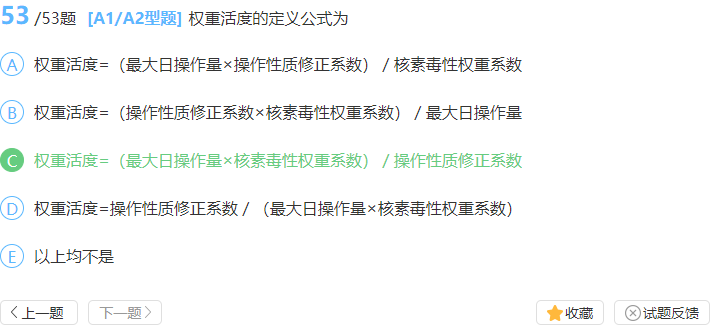 53/53题 [A1/A2型题] 权重活度的定义公式为
A 权重活度=（最大日操作量×操作性质修正系数）/ 核素毒性权重系数
B 权重活度=（操作性质修正系数×核素毒性权重系数）/ 最大日操作量
C 权重活度=（最大日操作量×核素毒性权重系数）/ 操作性质修正系数
D 权重活度=操作性质修正系数 / （最大日操作量×核素毒性权重系数）
E 以上均不是
上一题 下一题 收藏 试题反馈